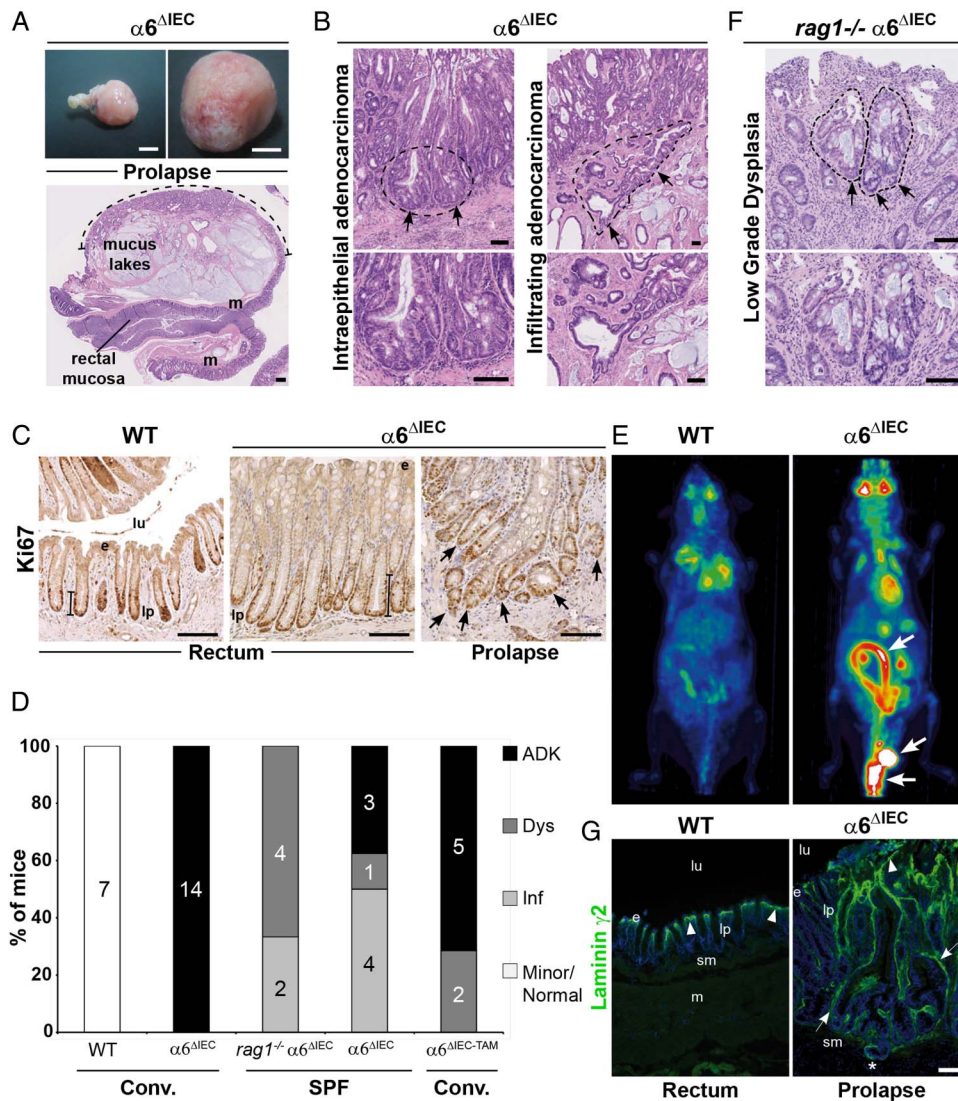 A
α6ΔIEC
Prolapse
mucus
lakes
m
rectal
mucosa
m
B
α6ΔIEC
Intraepithelial adenocarcinoma
Infiltrating adenocarcinoma
F
rag1-/- α6ΔIEC
Low Grade Dysplasia
C
WT
α6ΔIEC
Ki67
lu
e
lp
e
lp
Rectum
Prolapse
D
% of mice
100
80
60
40
20
0
7
14
4
2
3
1
4
5
2
ADK
Dys
Inf
Minor/
Normal
WT
α6ΔIEC
rag1-/- α6ΔIEC
α6ΔIEC
α6ΔIEC-TAM
Conv.
SPF
Conv.
E
WT
α6ΔIEC
G
WT
α6ΔIEC
Laminin γ2
lu
e
lp
sm
m
lu
e
lp
sm
*
Rectum
Prolapse